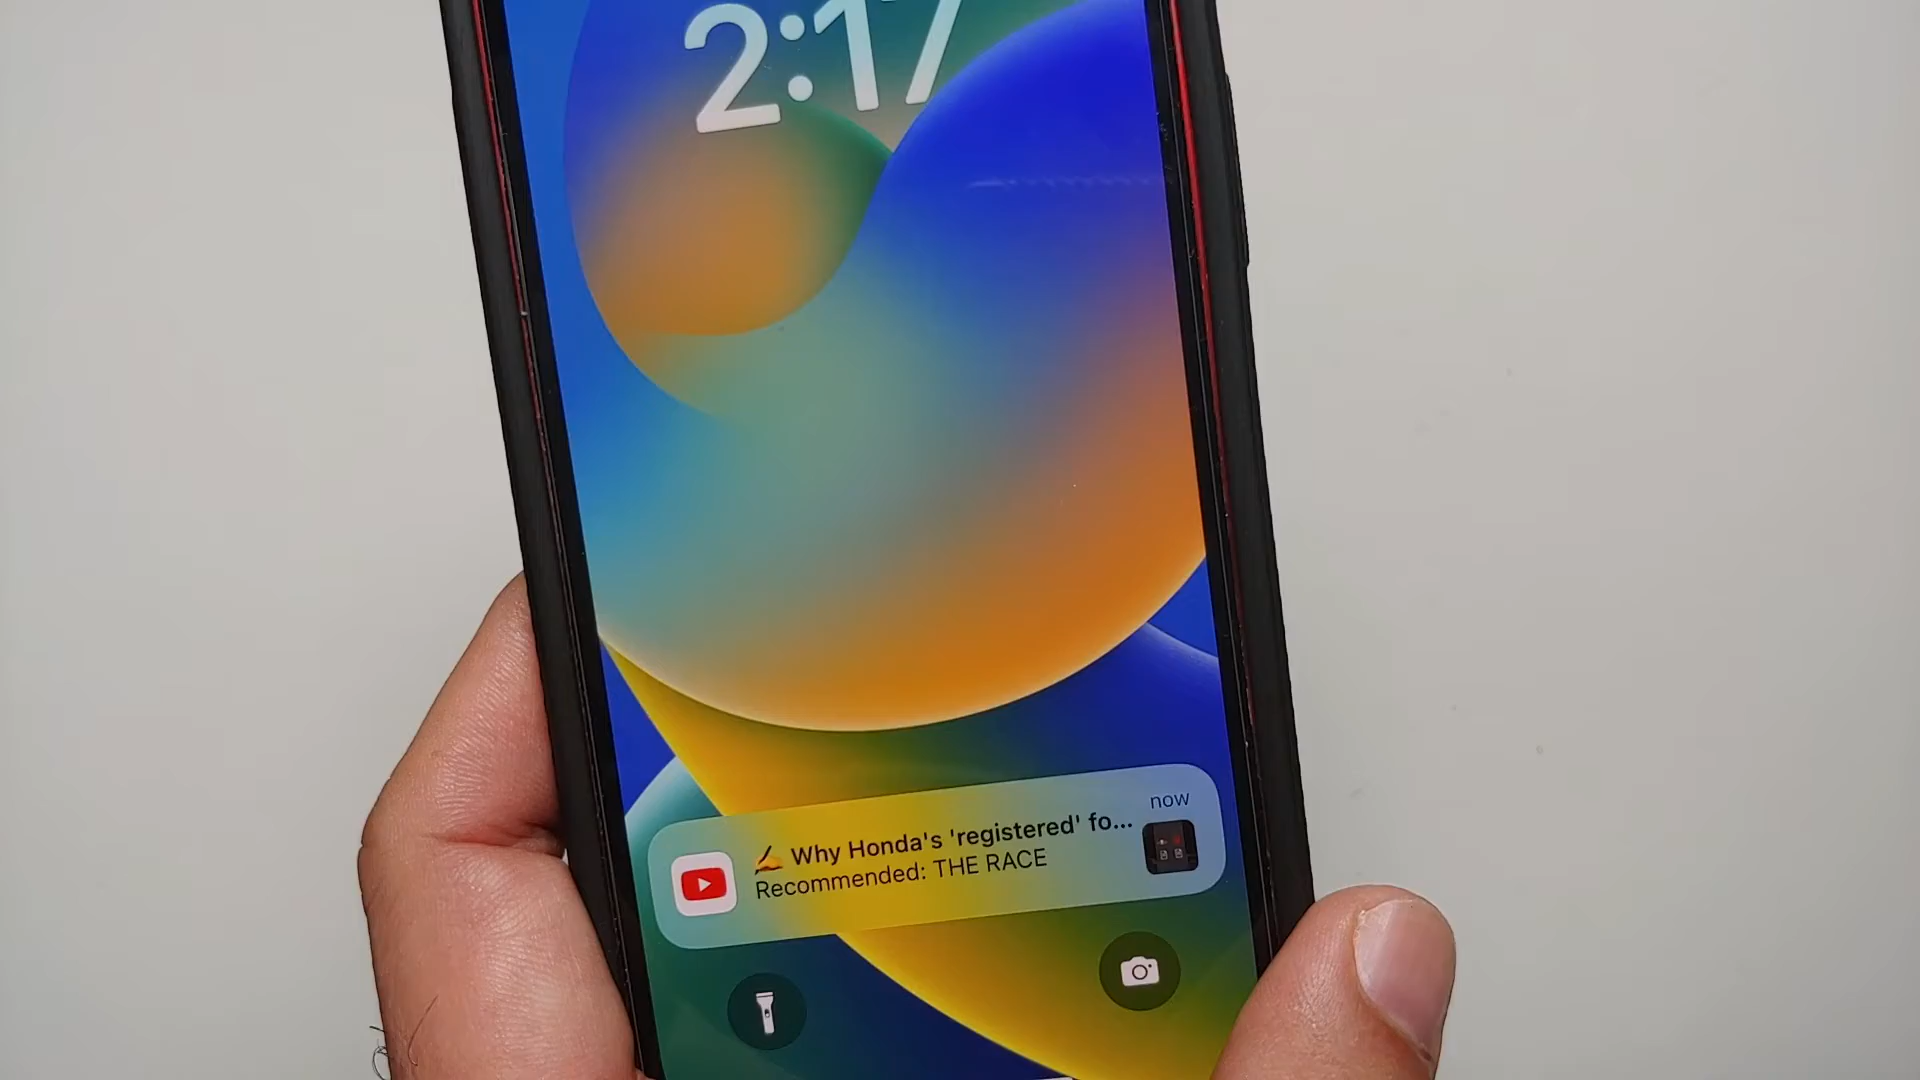 2:17
now
✍️ Why Honda's 'registered' fo...
Recommended: THE RACE